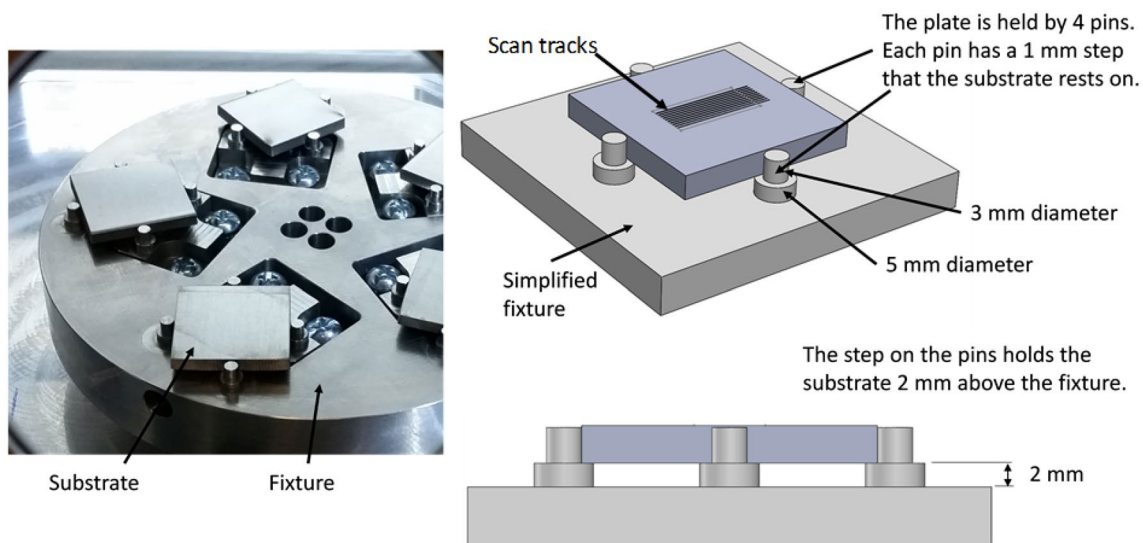 Scan tracks
The plate is held by 4 pins.
Each pin has a 1 mm step
that the substrate rests on.
3 mm diameter
5 mm diameter
Simplified
fixture
The step on the pins holds the
substrate 2 mm above the fixture.
2 mm
Substrate
Fixture